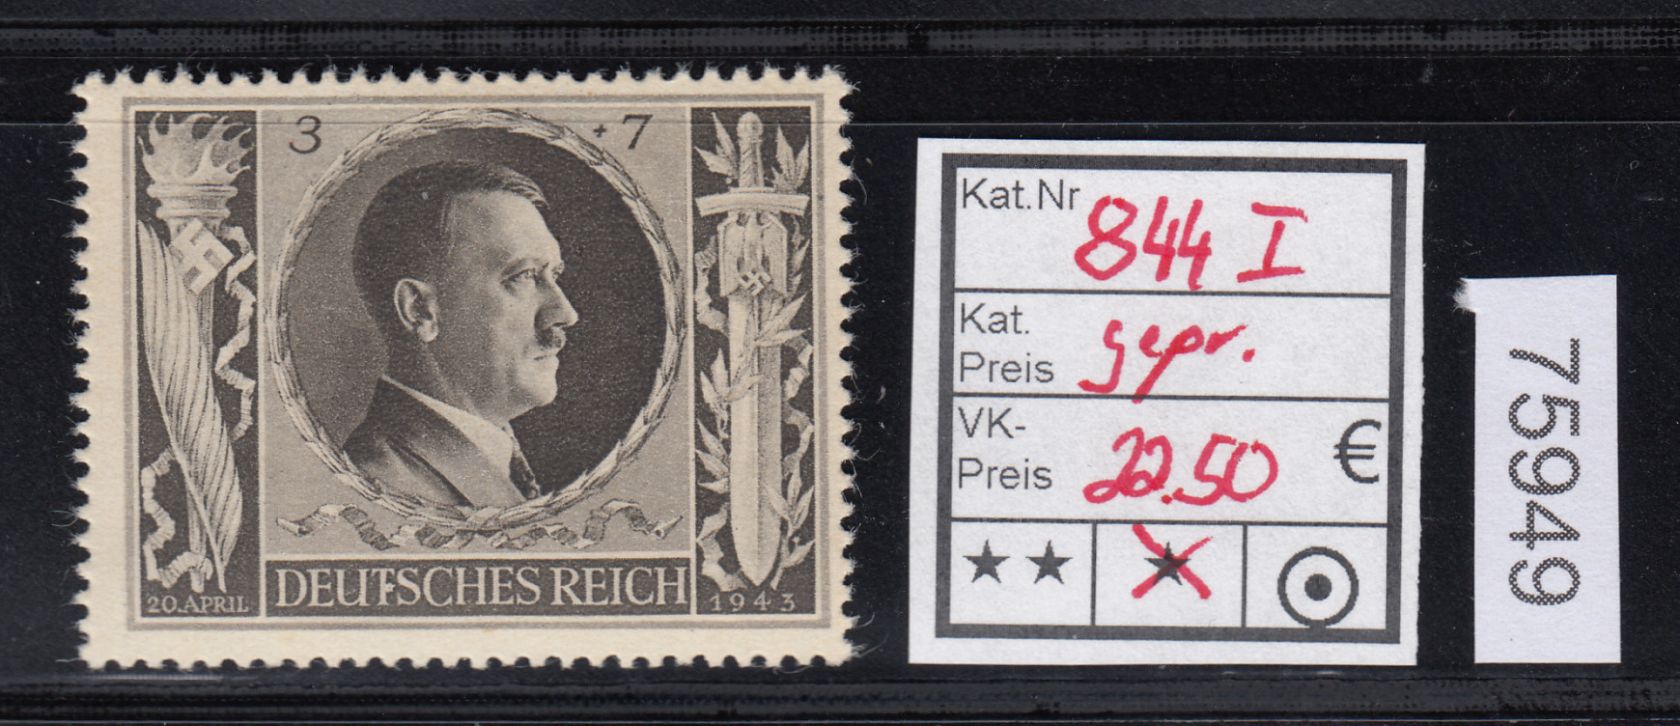 3 +7
20.APRIL DEUTSCHES REICH 1943
Kat.Nr 844 I
Kat.
Preis gepr.
VK-
Preis 22.50 €
75949